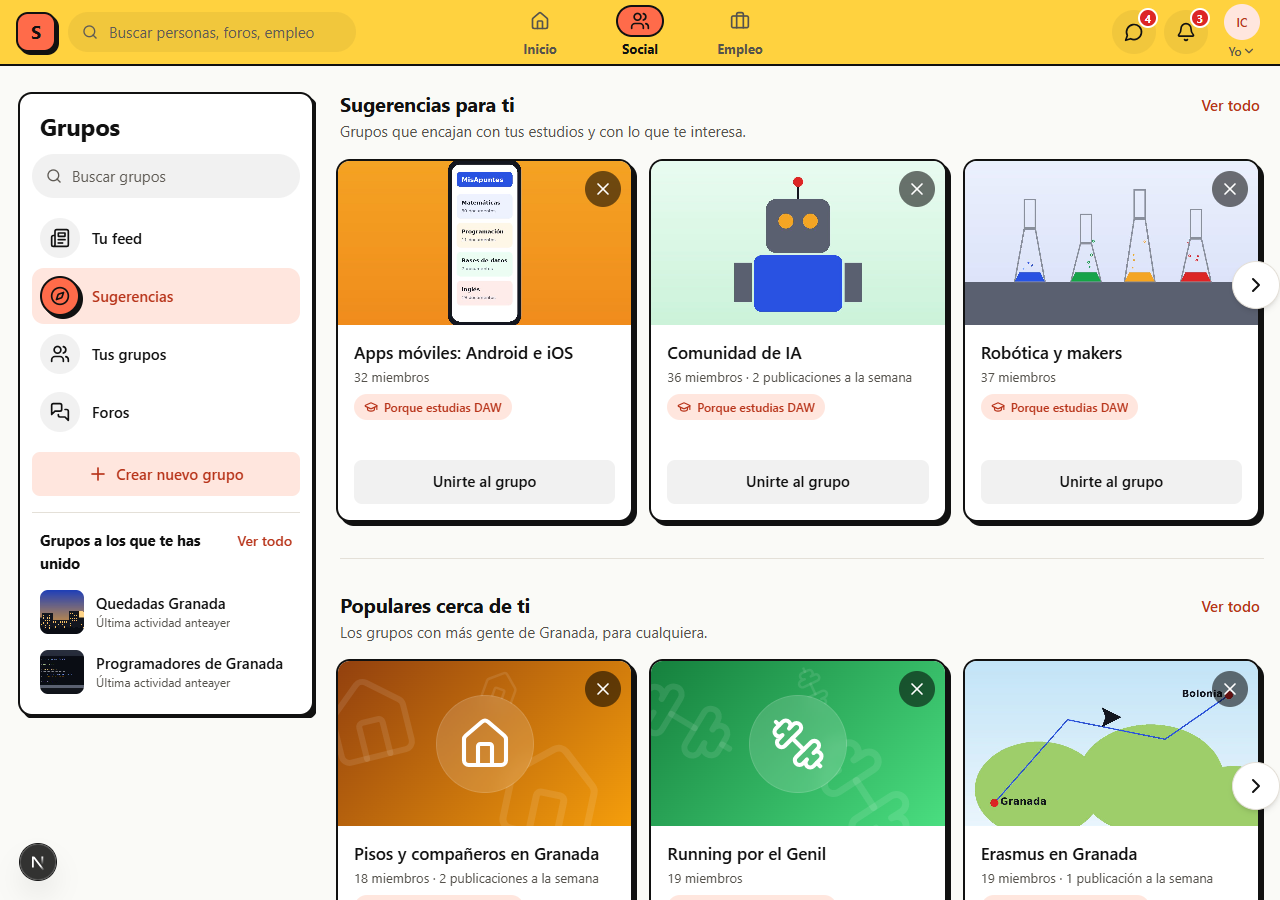 S
Buscar personas, foros, empleo
Inicio
Social
Empleo
4
3
IC
Yo
Grupos
Buscar grupos
Tu feed
Sugerencias
Tus grupos
Foros
Crear nuevo grupo
Grupos a los que te has unido
Ver todo
Quedadas Granada
Última actividad anteayer
Programadores de Granada
Última actividad anteayer
N
Sugerencias para ti
Ver todo
Grupos que encajan con tus estudios y con lo que te interesa.
MisApuntes
Matemáticas
Programación
Bases de datos
Inglés
Apps móviles: Android e iOS
32 miembros
Porque estudias DAW
Unirte al grupo
Comunidad de IA
36 miembros · 2 publicaciones a la semana
Porque estudias DAW
Unirte al grupo
Robótica y makers
37 miembros
Porque estudias DAW
Unirte al grupo
Populares cerca de ti
Ver todo
Los grupos con más gente de Granada, para cualquiera.
Pisos y compañeros en Granada
18 miembros · 2 publicaciones a la semana
Running por el Genil
19 miembros
Bolonia
Granada
Erasmus en Granada
19 miembros · 1 publicación a la semana